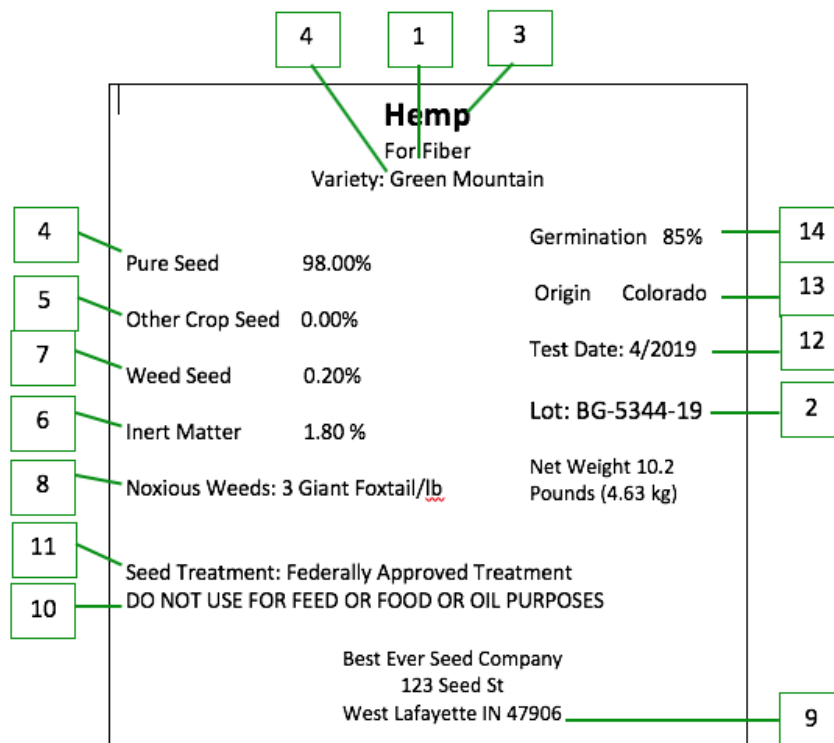 4 1 3
Hemp
For Fiber
Variety: Green Mountain
4 Pure Seed 98.00%
Germination 85% 14
5 Other Crop Seed 0.00%
Origin Colorado 13
7 Weed Seed 0.20%
Test Date: 4/2019 12
6 Inert Matter 1.80 %
Lot: BG-5344-19 2
8 Noxious Weeds: 3 Giant Foxtail/lb
Net Weight 10.2
Pounds (4.63 kg)
11 Seed Treatment: Federally Approved Treatment
10 DO NOT USE FOR FEED OR FOOD OR OIL PURPOSES
Best Ever Seed Company
123 Seed St
West Lafayette IN 47906 9